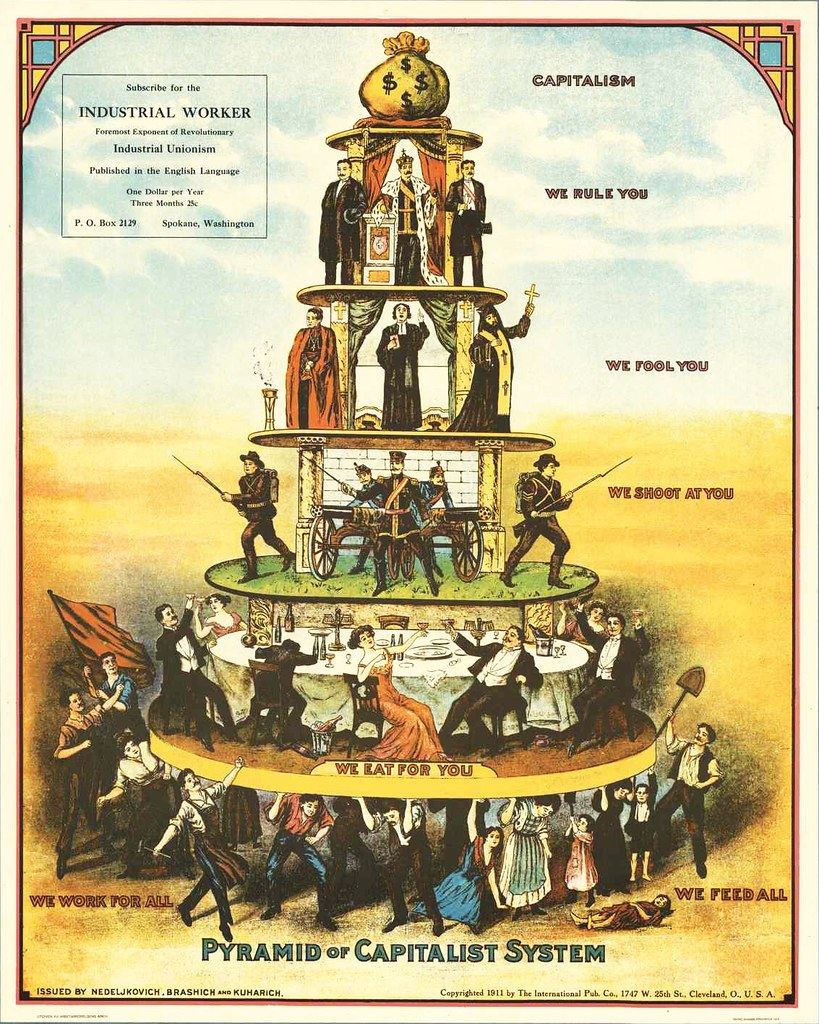 Subscribe for the
INDUSTRIAL WORKER
Foremost Exponent of Revolutionary
Industrial Unionism
Published in the English Language
One Dollar per Year
Three Months 25c
P. O. Box 2129 Spokane, Washington
$
$ $
$
CAPITALISM
WE RULE YOU
WE FOOL YOU
WE SHOOT AT YOU
WE EAT FOR YOU
WE WORK FOR ALL
WE FEED ALL
PYRAMID OF CAPITALIST SYSTEM
ISSUED BY NEDELJKOVICH, BRASHICH AND KUHARICH.
Copyrighted 1911 by The International Pub. Co., 1747 W. 25th St., Cleveland, O., U. S. A.